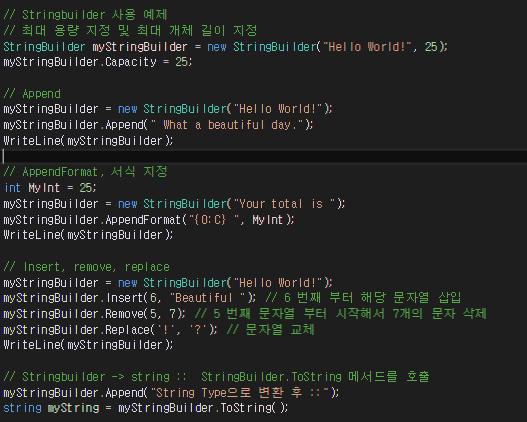 // Stringbuilder 사용 예제
// 최대 용량 지정 및 최대 개체 길이 지정
StringBuilder myStringBuilder = new StringBuilder("Hello World!", 25);
myStringBuilder.Capacity = 25;
// Append
myStringBuilder = new StringBuilder("Hello World!");
myStringBuilder.Append(" What a beautiful day.");
WriteLine(myStringBuilder);
// AppendFormat, 서식 지정
int MyInt = 25;
myStringBuilder = new StringBuilder("Your total is ");
myStringBuilder.AppendFormat("{0:C} ", MyInt);
WriteLine(myStringBuilder);
// Insert, remove, replace
myStringBuilder = new StringBuilder("Hello World!");
myStringBuilder.Insert(6, "Beautiful "); // 6 번째 부터 해당 문자열 삽입
myStringBuilder.Remove(5, 7); // 5 번째 문자열 부터 시작해서 7개의 문자 삭제
myStringBuilder.Replace('!', '?'); // 문자열 교체
WriteLine(myStringBuilder);
// Stringbuilder -> string ::  StringBuilder.ToString 메서드를 호출
myStringBuilder.Append("String Type으로 변환 후 ::");
string myString = myStringBuilder.ToString();